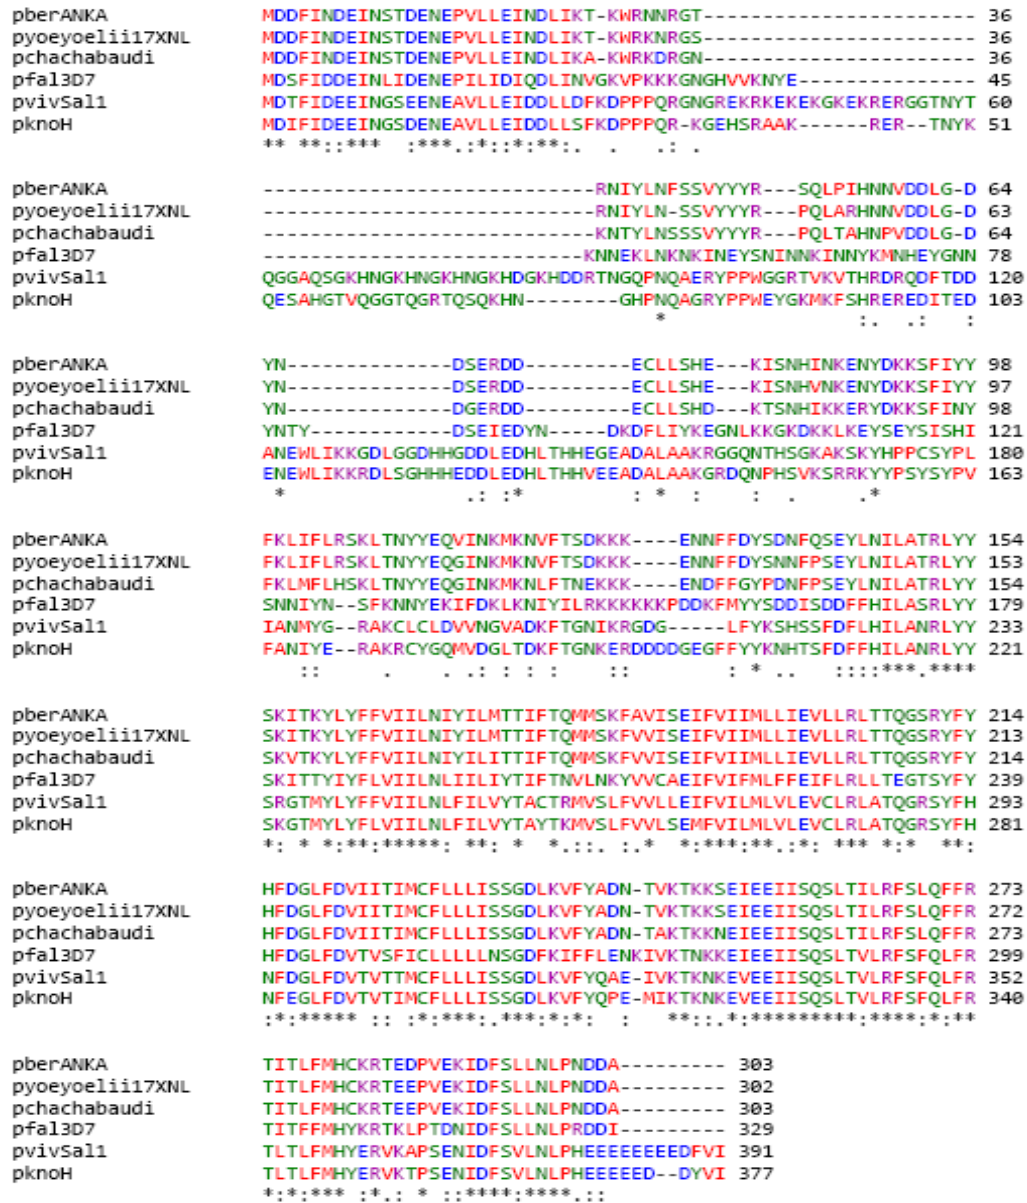 pberANKA MDDFINDEINSTDENEPVLLEINDLIKT-KWRNNRGT------------------------ 36
pyoeyoelii17XNL MDDFINDEINSTDENEPVLLEINDLIKT-KWRKNRGS------------------------ 36
pchachabaudi MDDFINDEINSTDENEPVLLEINDLIKA-KWRKDRGN------------------------ 36
pfal3D7 MDSFIDDEINLIDENEPILIDIQDLINVGKVPKKKGNGHVVKNYE--------------- 45
pvivSal1 MDTFIDEEINGSEENEAVLLEIDDLLDFKDPPPQRGNGREKRKEKEKGKEKRERGGTNYT 60
pknoH MDIFIDEEINGSDENEAVLLEIDDLLSFKDPPPQR-KGEHSRAAK------RER--TNYK 51
** **::***  :***.:*::*:**:.  .   .: .
pberANKA ------------------------------RNIYLNFSSVYYYR---SQLPIHNNVDDLG-D 64
pyoeyoelii17XNL ------------------------------RNIYLN-SSVYYYR---PQLARHNNVDDLG-D 63
pchachabaudi ------------------------------KNTYLNSSSVYYYR---PQLTAHNPVDDLG-D 64
pfal3D7 -----------------------------KNNEKLNKNKINEYSNINNKINNYKMNHEYGNN 78
pvivSal1 QGGAQSGKHNGKHNGKHNGKHDGKHDDRTNGQPNQAERYPPWGGRTVKVTHRDRQDFTDD 120
pknoH QESAHGTVQGGTQGRTQSQKHN--------GHPNQAGRYPPWEYGKMKFSHREREDITED 103
*                 :.  .:   :
pberANKA YN---------------DSERDD---------ECLLSHE---KISNHINKENYDKKSFIYY 98
pyoeyoelii17XNL YN---------------DSERDD---------ECLLSHE---KISNHVNKENYDKKSFIYY 97
pchachabaudi YN---------------DGERDD---------ECLLSHD---KTSNHIKKERYDKKSFINY 98
pfal3D7 YNTY-------------DSEIEDYN-----DKDFLIYKEGNLKKGKDKKLKEYSEYSISHI 121
pvivSal1 ANEWLIKKGDLGGDHHGDDLEDHLTHHEGEADALAAKRGGQNTHSGKAKSKYHPPCSYPL 180
pknoH ENEWLIKKRDLSGHHHEDDLEDHLTHHVEEADALAAKGRDQNPHSVKSRRKYYPSYSYPV 163
*                .: :*          : *  :    :  .      .*
pberANKA FKLIFLRSKLTNYYEQVINKMKNVFTSDKKK----ENNFFDYSDNFQSEYLNILATRLYY 154
pyoeyoelii17XNL FKLIFLRSKLTNYYEQGINKMKNVFTSDKKK----ENNFFDYSNNFPSEYLNILATRLYY 153
pchachabaudi FKLMFLHSKLTNYYEQGINKMKNLFTNEKKK----ENDFFGYPDNFPSEYLNILATRLYY 154
pfal3D7 SNNIYN--SFKNNYEKIFDKLKNIYILRKKKKKKPDDKFMYYSDDISDDFFHILASRLYY 179
pvivSal1 IANMYG--RAKCLCLDVVNGVADKFTGNIKRGDG-----LFYKSHSSFDFLHILANRLYY 233
pknoH FANIYE--RAKRCYGQMVDGLTDKFTGNKERDDDDGEGFFYYKNHTSFDFFHILANRLYY 221
::     .     . .: : : :     ::         : * ..   ::::***.****
pberANKA SKITKYLYFFVIILNIYILMTTIFTQMMSKFAVISEIFVIIMLLIEVLLRLTTQGSRYFY 214
pyoeyoelii17XNL SKITKYLYFFVIILNIYILMTTIFTQMMSKFVVISEIFVIIMLLIEVLLRLTTQGSRYFY 213
pchachabaudi SKVTKYLYFFVIILNIYILITTIFTQMMSKFVVISEIFVIIMLLIEVLLRLTTQGSRYFY 214
pfal3D7 SKITTYIYFLVIILNLIILIYTIFTNVLNKYVVCAEIFVIFMLFFEIFLRLLTEGTSYFY 239
pvivSal1 SRGTMYLYFFVIILNLFILVYTACTRMVSLFVVLLEIFVILMLVLEVCLRLATQGRSYFH 293
pknoH SKGTMYLYFLVIILNLFILVYTAYTKMVSLFVVLSEMFVILMLVLEVCLRLATQGRSYFH 281
*: * *:**:*****: **: *  *.::. :.*  *:***:**.:*: *** *:*  **:
pberANKA HFDGLFDVIITIMCFLLLISSGDLKVFYADN-TVKTKKSEIEEIISQSLTILRFSLQFFR 273
pyoeyoelii17XNL HFDGLFDVIITIMCFLLLISSGDLKVFYADN-TVKTKKSEIEEIISQSLTILRFSLQFFR 272
pchachabaudi HFDGLFDVIITIMCFLLLISSGDLKVFYADN-TAKTKKNEIEEIISQSLTILRFSLQFFR 273
pfal3D7 HFDGLFDVTVSFICLLLLLNSGDFKIFFLENKIVKTNKKEIEEIISQSLTVLRFSLQLFR 299
pvivSal1 NFDGLFDVTVTTMCFLLLISSGDLKVFYQAE-IVKTKNKEVEEIISQSLTVLRFSFQLFR 352
pknoH NFEGLFDVTVTIMCFLLLISSGDLKVFYQPE-MIKTKNKEVEEIISQSLTVLRFSFQLFR 340
:*:***** :: :*:***:.***:*:*:  :   **::.*:*********:****:*:**
pberANKA TITLFMHCKRTEDPVEKIDFSLLNLPNDDA--------- 303
pyoeyoelii17XNL TITLFMHCKRTEEPVEKIDFSLLNLPNDDA--------- 302
pchachabaudi TITLFMHCKRTEEPVEKIDFSLLNLPNDDA--------- 303
pfal3D7 TITFFMHYKRTKLPTDNIDFSLLNLPRDDI--------- 329
pvivSal1 TLTLFMHYERVKAPSENIDFSVLNLPHEEEEEEEEDFVI 391
pknoH TLTLFMHYERVKTPSENIDFSVLNLPHEEEEEED--DYVI 377
*:*:*** :*.: * ::****:****.::